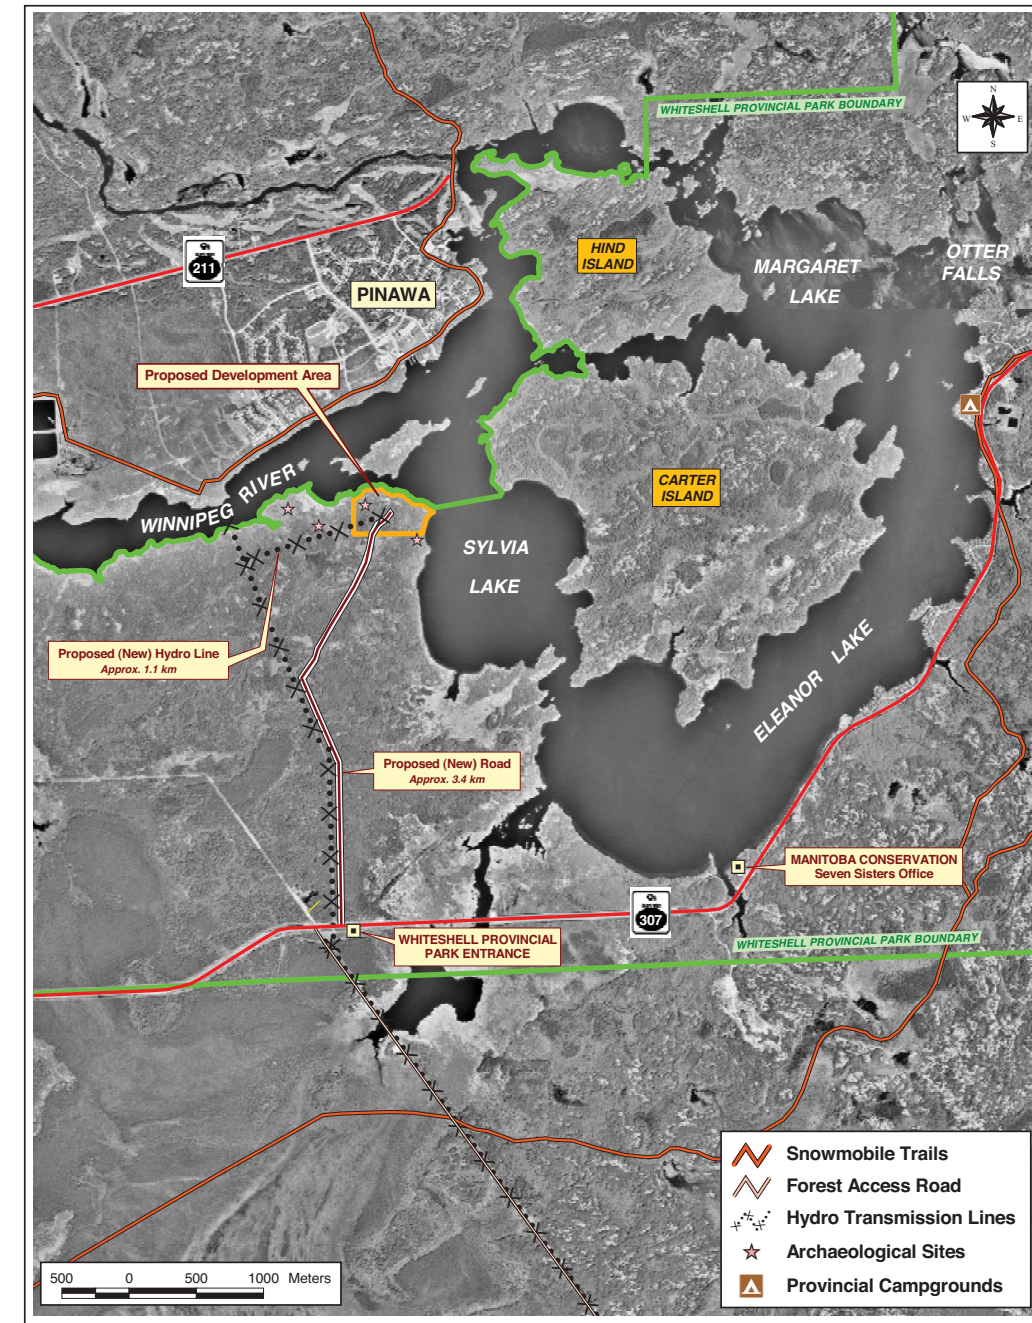 WHITESHELL PROVINCIAL PARK BOUNDARY
N
W E
S
HIND
ISLAND
211
MARGARET
LAKE
OTTER
FALLS
PINAWA
Proposed Development Area
CARTER
ISLAND
WINNIPEG RIVER
SYLVIA
LAKE
Proposed (New) Hydro Line
Approx. 1.1 km
ELEANOR LAKE
Proposed (New) Road
Approx. 3.4 km
MANITOBA CONSERVATION
Seven Sisters Office
307
WHITESHELL PROVINCIAL
PARK ENTRANCE
WHITESHELL PROVINCIAL PARK BOUNDARY
Snowmobile Trails
Forest Access Road
Hydro Transmission Lines
Archaeological Sites
Provincial Campgrounds
500 0 500 1000 Meters